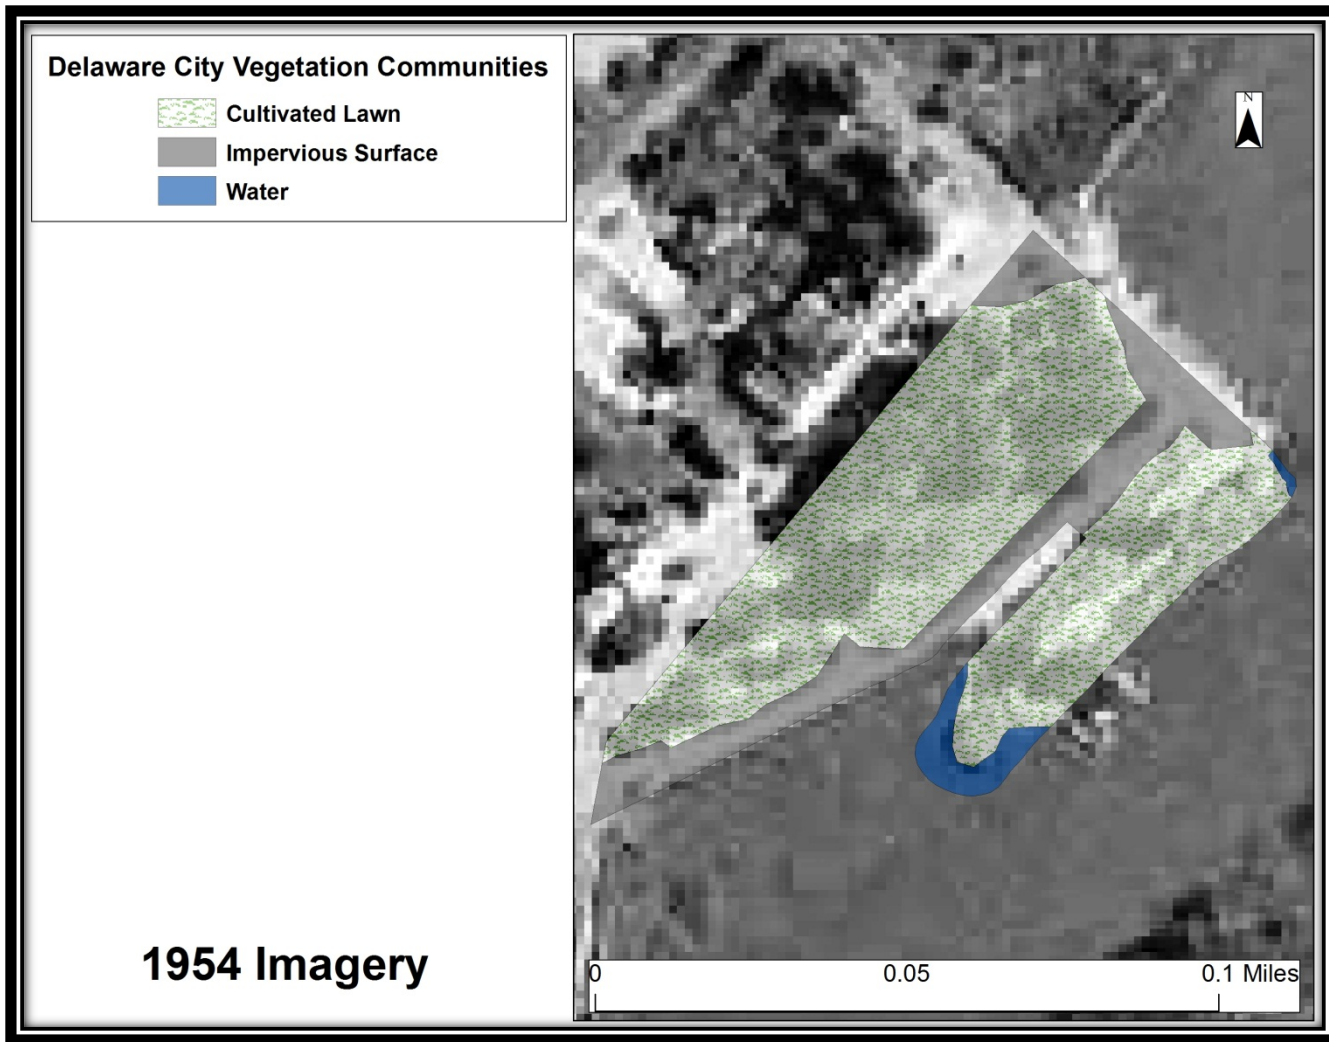 Delaware City Vegetation Communities
Cultivated Lawn
Impervious Surface
Water
N
1954 Imagery
0 0.05 0.1 Miles